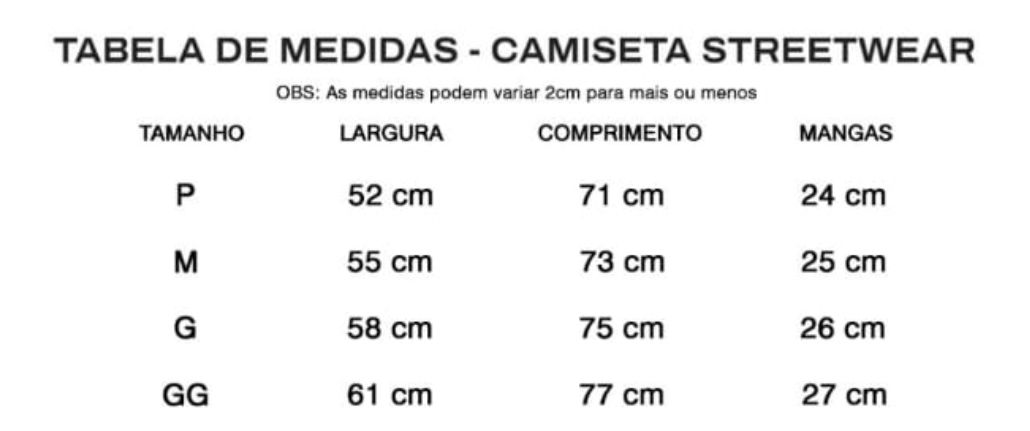 TABELA DE MEDIDAS - CAMISETA STREETWEAR
OBS: As medidas podem variar 2cm para mais ou menos
TAMANHO LARGURA COMPRIMENTO MANGAS
P 52 cm 71 cm 24 cm
M 55 cm 73 cm 25 cm
G 58 cm 75 cm 26 cm
GG 61 cm 77 cm 27 cm